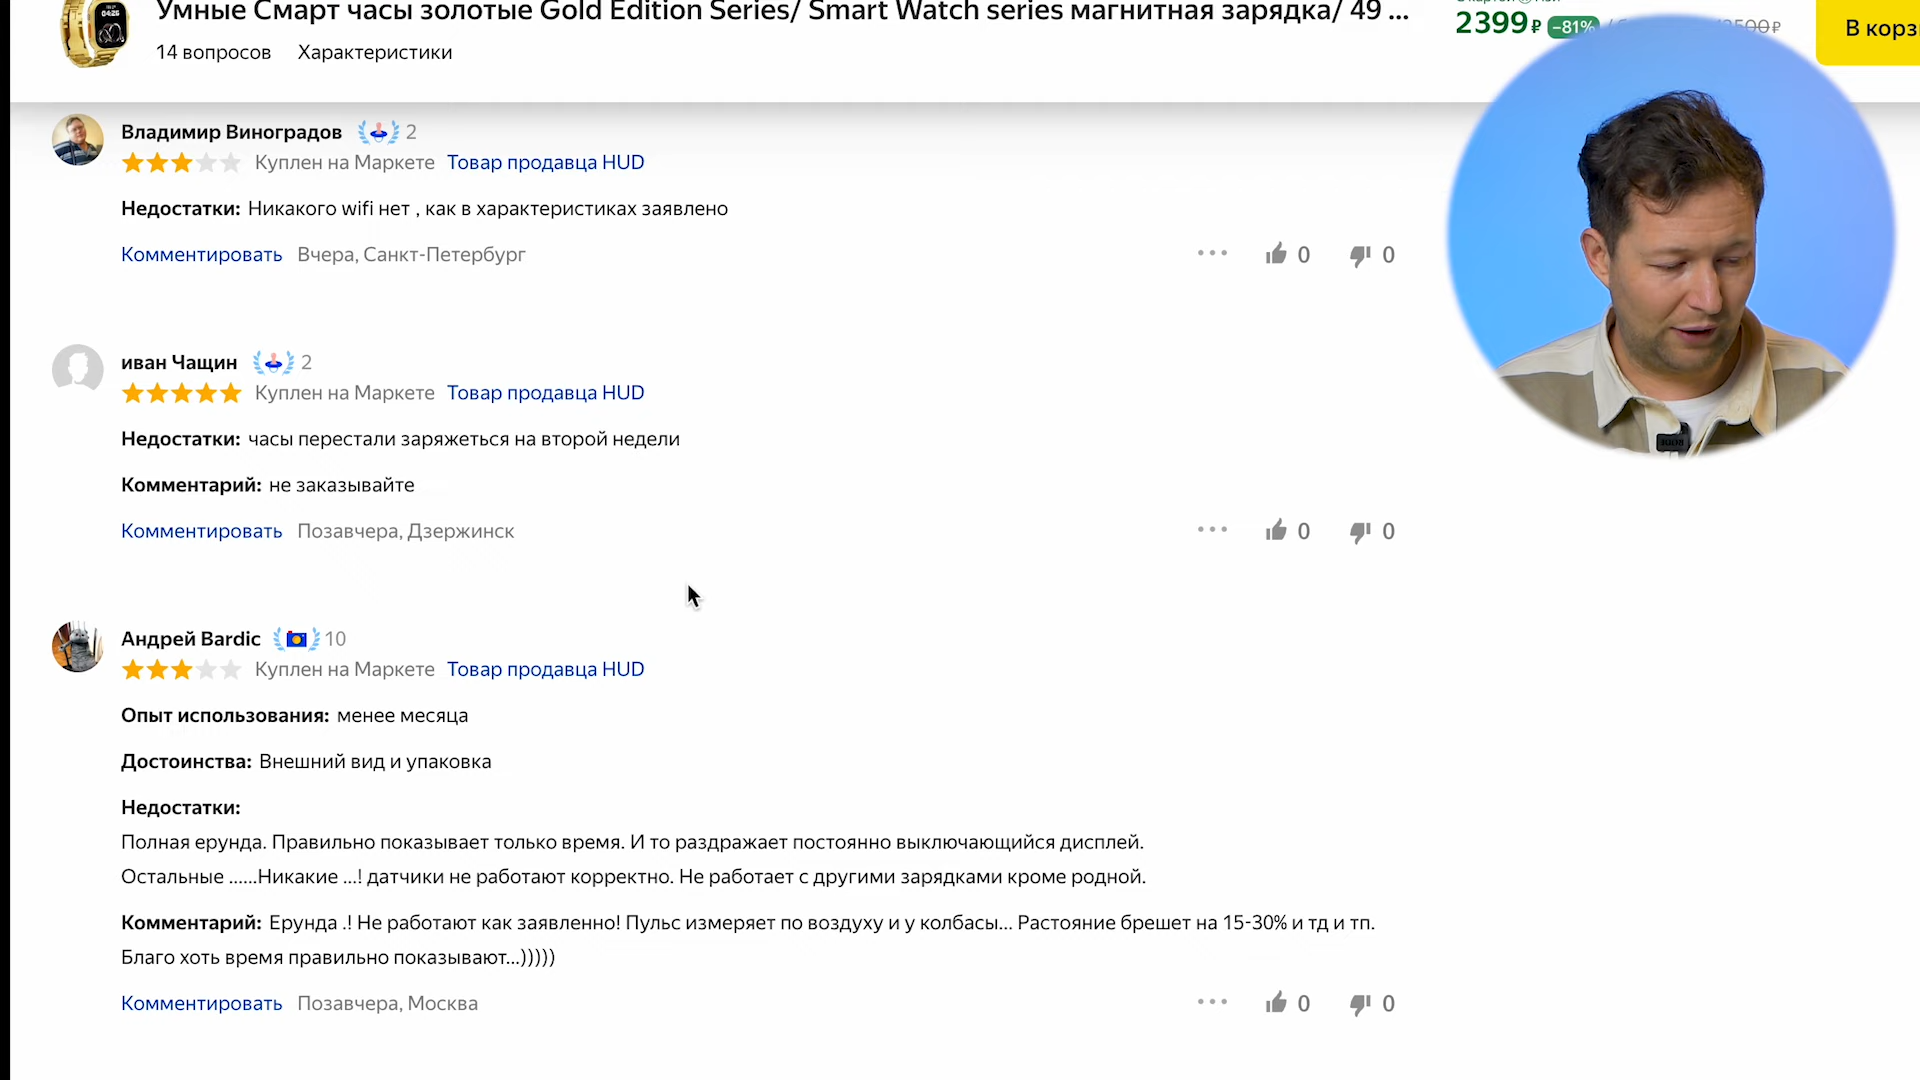 Умные Смарт часы золотые Gold Edition Series/ Smart Watch series магнитная зарядка/ 49 ...
2399 ₽ -81%
В корз
14 вопросов Характеристики
Владимир Виноградов 2
Куплен на Маркете Товар продавца HUD
Недостатки: Никакого wifi нет , как в характеристиках заявлено
Комментировать Вчера, Санкт-Петербург ... 0 0
иван Чащин 2
Куплен на Маркете Товар продавца HUD
Недостатки: часы перестали заряжеться на второй недели
Комментарий: не заказывайте
Комментировать Позавчера, Дзержинск ... 0 0
Андрей Bardic 10
Куплен на Маркете Товар продавца HUD
Опыт использования: менее месяца
Достоинства: Внешний вид и упаковка
Недостатки:
Полная ерунда. Правильно показывает только время. И то раздражает постоянно выключающийся дисплей.
Остальные ......Никакие ...! датчики не работают корректно. Не работает с другими зарядками кроме родной.
Комментарий: Ерунда .! Не работают как заявленно! Пульс измеряет по воздуху и у колбасы... Растояние брешет на 15-30% и тд и тп.
Благо хоть время правильно показывают...)))))
Комментировать Позавчера, Москва ... 0 0